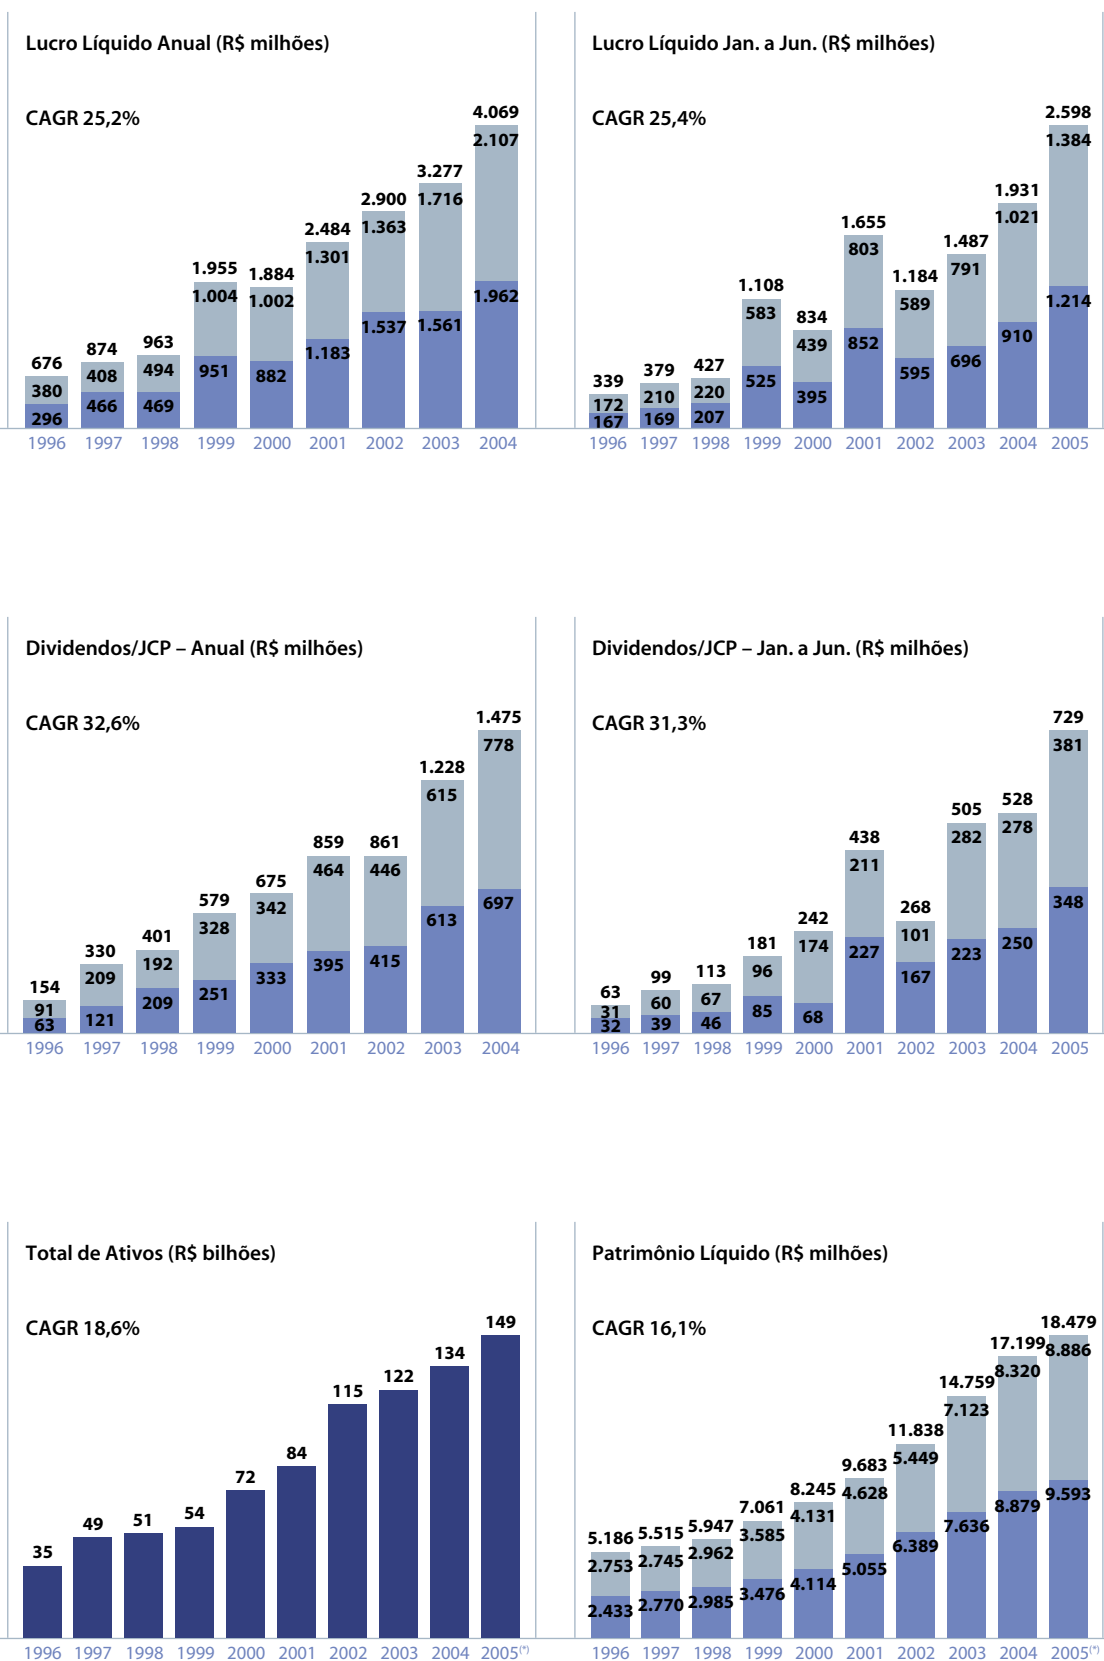 Lucro Líquido Anual (R$ milhões)
CAGR 25,2%
676 874 963 1.955 1.884 2.484 2.900 3.277 4.069
380 408 494 1.004 1.002 1.301 1.363 1.716 2.107
296 466 469 951 882 1.183 1.537 1.561 1.962
1996 1997 1998 1999 2000 2001 2002 2003 2004
Lucro Líquido Jan. a Jun. (R$ milhões)
CAGR 25,4%
339 379 427 1.108 834 1.655 1.184 1.487 1.931 2.598
172 210 220 583 439 803 589 791 1.021 1.384
167 169 207 525 395 852 595 696 910 1.214
1996 1997 1998 1999 2000 2001 2002 2003 2004 2005
Dividendos/JCP – Anual (R$ milhões)
CAGR 32,6%
154 330 401 579 675 859 861 1.228 1.475
91 209 192 328 342 464 446 615 778
63 121 209 251 333 395 415 613 697
1996 1997 1998 1999 2000 2001 2002 2003 2004
Dividendos/JCP – Jan. a Jun. (R$ milhões)
CAGR 31,3%
63 99 113 181 242 438 268 505 528 729
31 60 67 96 174 211 101 282 278 381
32 39 46 85 68 227 167 223 250 348
1996 1997 1998 1999 2000 2001 2002 2003 2004 2005
Total de Ativos (R$ bilhões)
CAGR 18,6%
35 49 51 54 72 84 115 122 134 149
1996 1997 1998 1999 2000 2001 2002 2003 2004 2005(*)
Patrimônio Líquido (R$ milhões)
CAGR 16,1%
5.186 5.515 5.947 7.061 8.245 9.683 11.838 14.759 17.199 18.479
2.753 2.745 2.962 3.585 4.131 4.628 5.449 7.123 8.320 8.886
2.433 2.770 2.985 3.476 4.114 5.055 6.389 7.636 8.879 9.593
1996 1997 1998 1999 2000 2001 2002 2003 2004 2005(*)